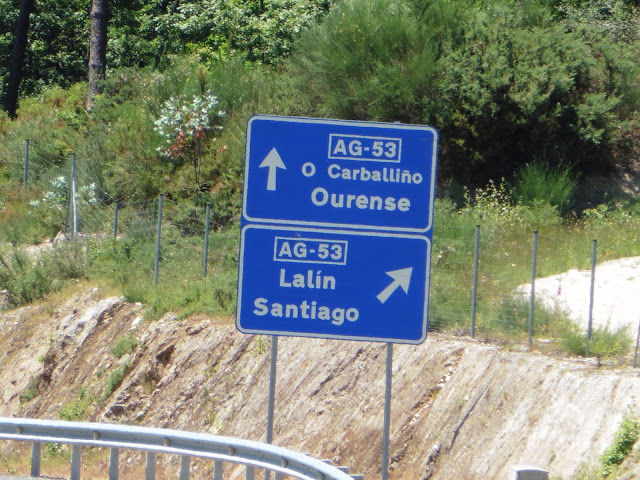 AG-53
O Carballiño
Ourense
AG-53
Lalín
Santiago